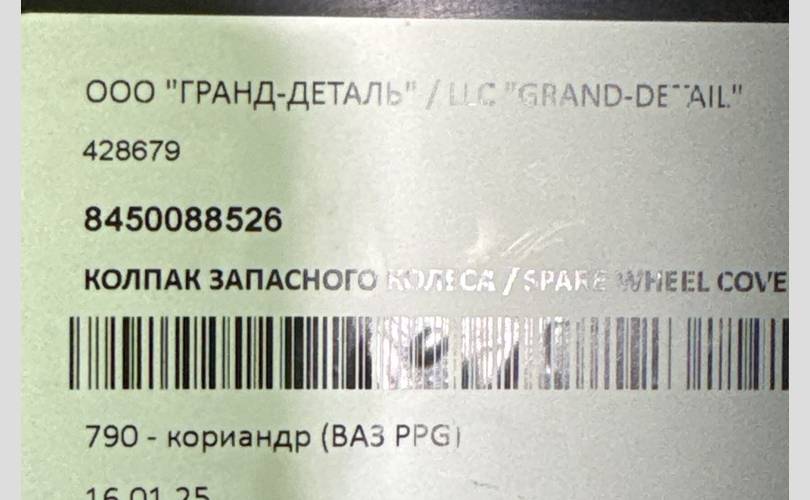 ООО "ГРАНД-ДЕТАЛЬ" / LLC "GRAND-DETAIL"
428679
8450088526
КОЛПАК ЗАПАСНОГО КОЛЕСА / SPARE WHEEL COVE
790 - кориандр (ВАЗ PPG)
16.01.25